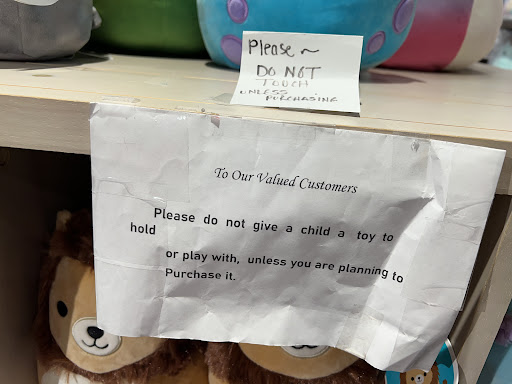 Please ~
DO NOT
TOUCH
UNLESS
PURCHASING
To Our Valued Customers
Please do not give a child a toy to
hold
or play with, unless you are planning to
Purchase it.